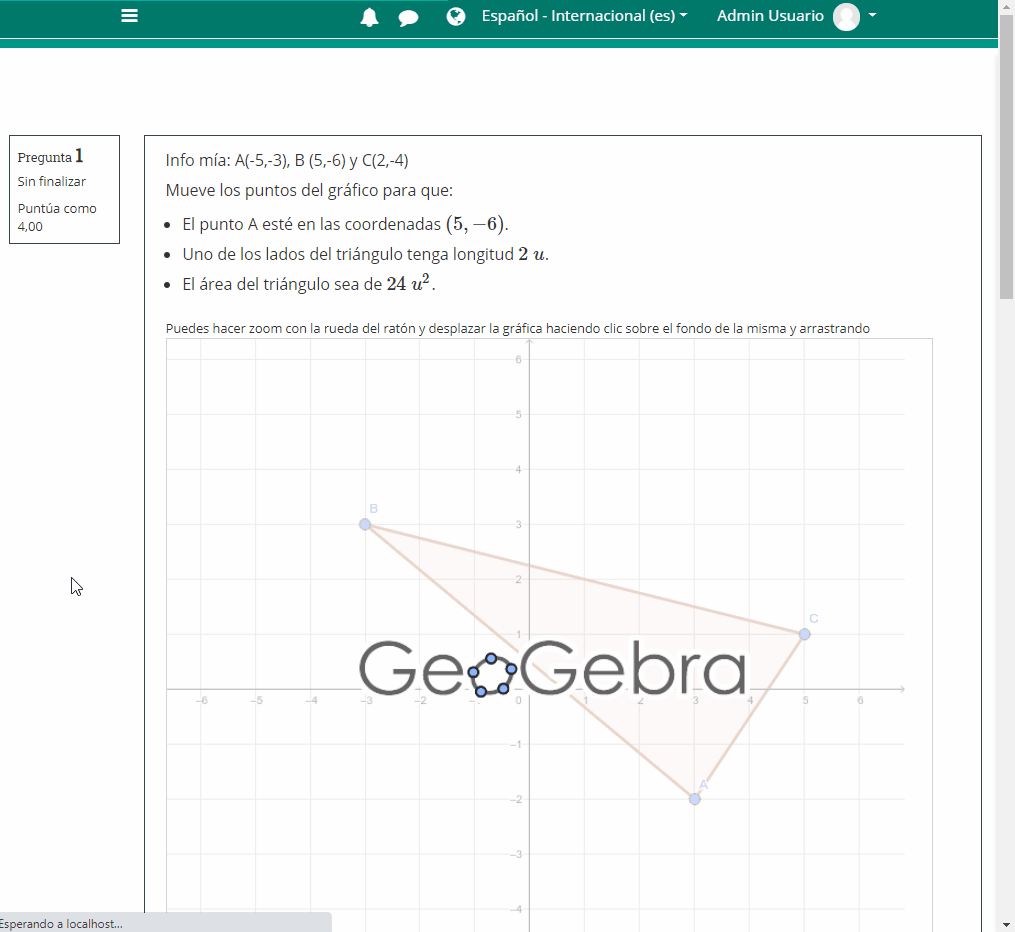 Español - Internacional (es) Admin Usuario
Pregunta 1
Sin finalizar
Puntúa como
4,00
Info mía: A(-5,-3), B (5,-6) y C(2,-4)
Mueve los puntos del gráfico para que:
El punto A esté en las coordenadas (5, −6).
Uno de los lados del triángulo tenga longitud 2 u.
El área del triángulo sea de 24 u².
Puedes hacer zoom con la rueda del ratón y desplazar la gráfica haciendo clic sobre el fondo de la misma y arrastrando
6
5
4
B
3
2
C
1
GeoGebra
−6 −5 −4 −3 −2 0 1 2 3 4 5 6
−1
A
−2
−3
−4
Esperando a localhost...